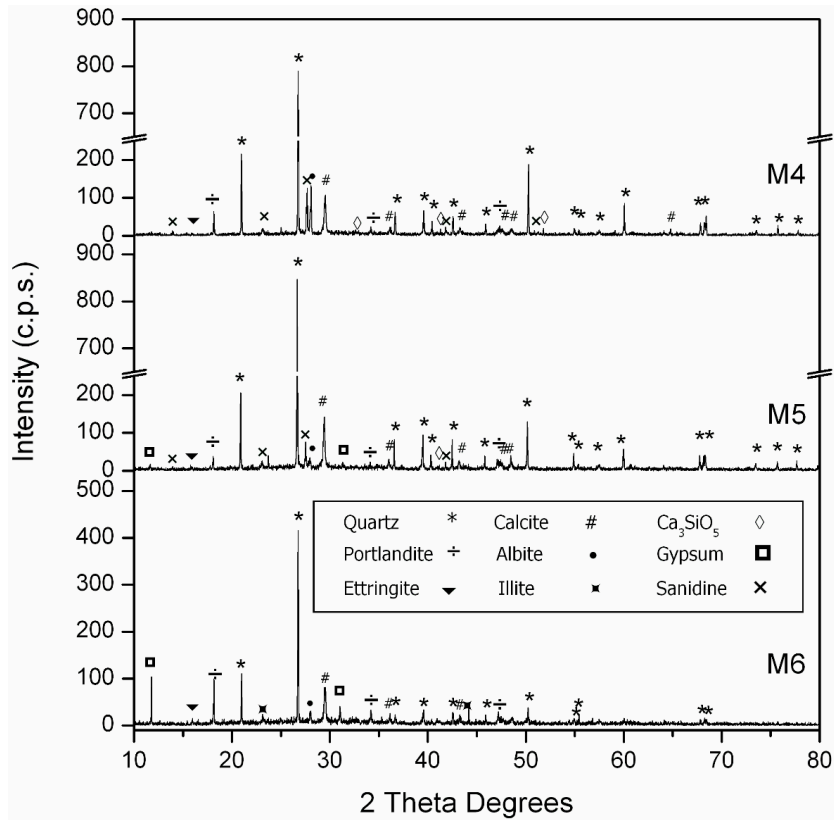 900
800
700
200
100
0
M4
900
800
700
200
100
0
M5
500
400
300
200
100
0
M6
Intensity (c.p.s.)
Quartz * Calcite # Ca₃SiO₅ ◊
Portlandite ÷ Albite • Gypsum
Ettringite ▼ Illite Sanidine ×
10 20 30 40 50 60 70 80
2 Theta Degrees